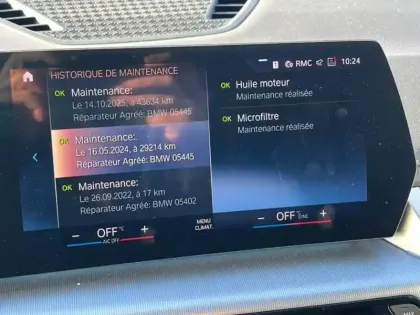 RMC 10:24
HISTORIQUE DE MAINTENANCE
OK Maintenance:
Le 14.10.2025, à 43634 km
Réparateur Agréé: BMW 05445
OK Maintenance:
Le 16.05.2024, à 29214 km
Réparateur Agréé: BMW 05445
OK Maintenance:
Le 26.09.2022, à 17 km
Réparateur Agréé: BMW 05402
OK Huile moteur
Maintenance réalisée
OK Microfiltre
Maintenance réalisée
− OFF °C +
A/C OFF
MENU
CLIMAT.
− OFF °C +
SYNC